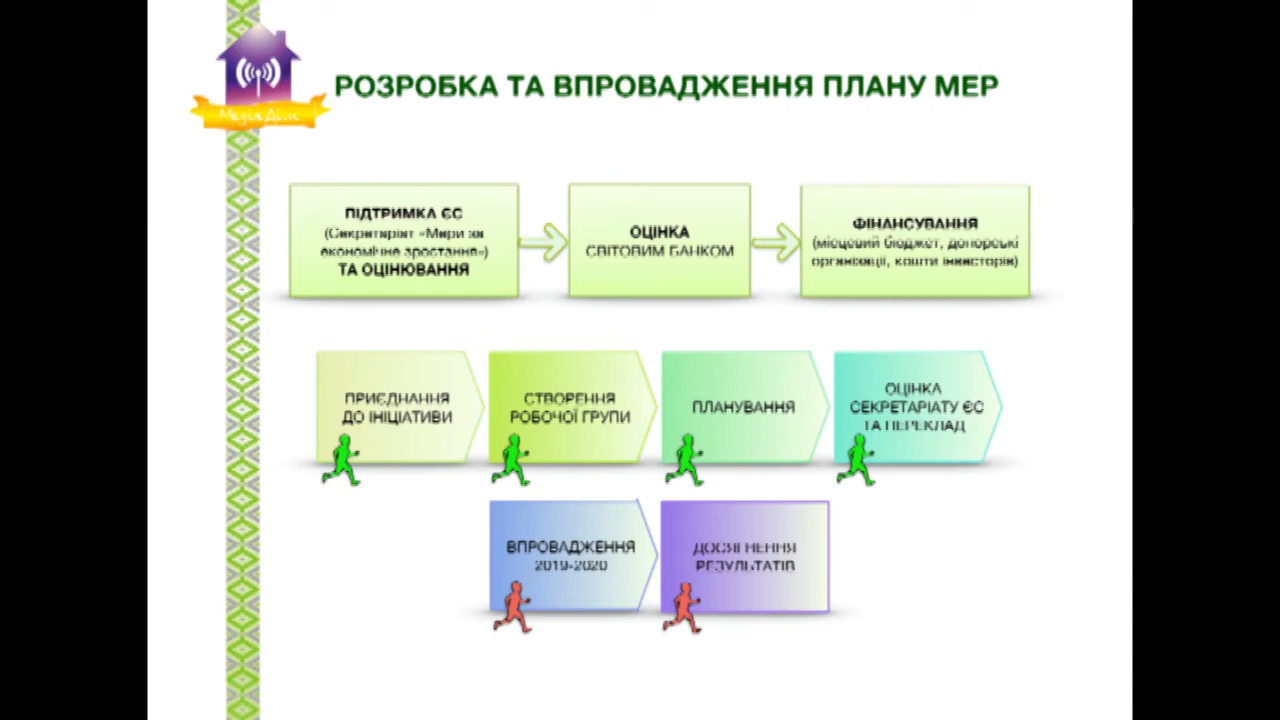 РОЗРОБКА ТА ВПРОВАДЖЕННЯ ПЛАНУ МЕР
Медіа Дім
ПІДТРИМКА ЄС
(Секретаріат «Мери за
економічне зростання»)
ТА ОЦІНЮВАННЯ
ОЦІНКА
СВІТОВИМ БАНКОМ
ФІНАНСУВАННЯ
(місцевий бюджет, донорські
організації, кошти інвесторів)
ПРИЄДНАННЯ
ДО ІНІЦІАТИВИ
СТВОРЕННЯ
РОБОЧОЇ ГРУПИ
ПЛАНУВАННЯ
ОЦІНКА
СЕКРЕТАРІАТУ ЄС
ТА ПЕРЕКЛАД
ВПРОВАДЖЕННЯ
2019-2020
ДОСЯГНЕННЯ
РЕЗУЛЬТАТІВ